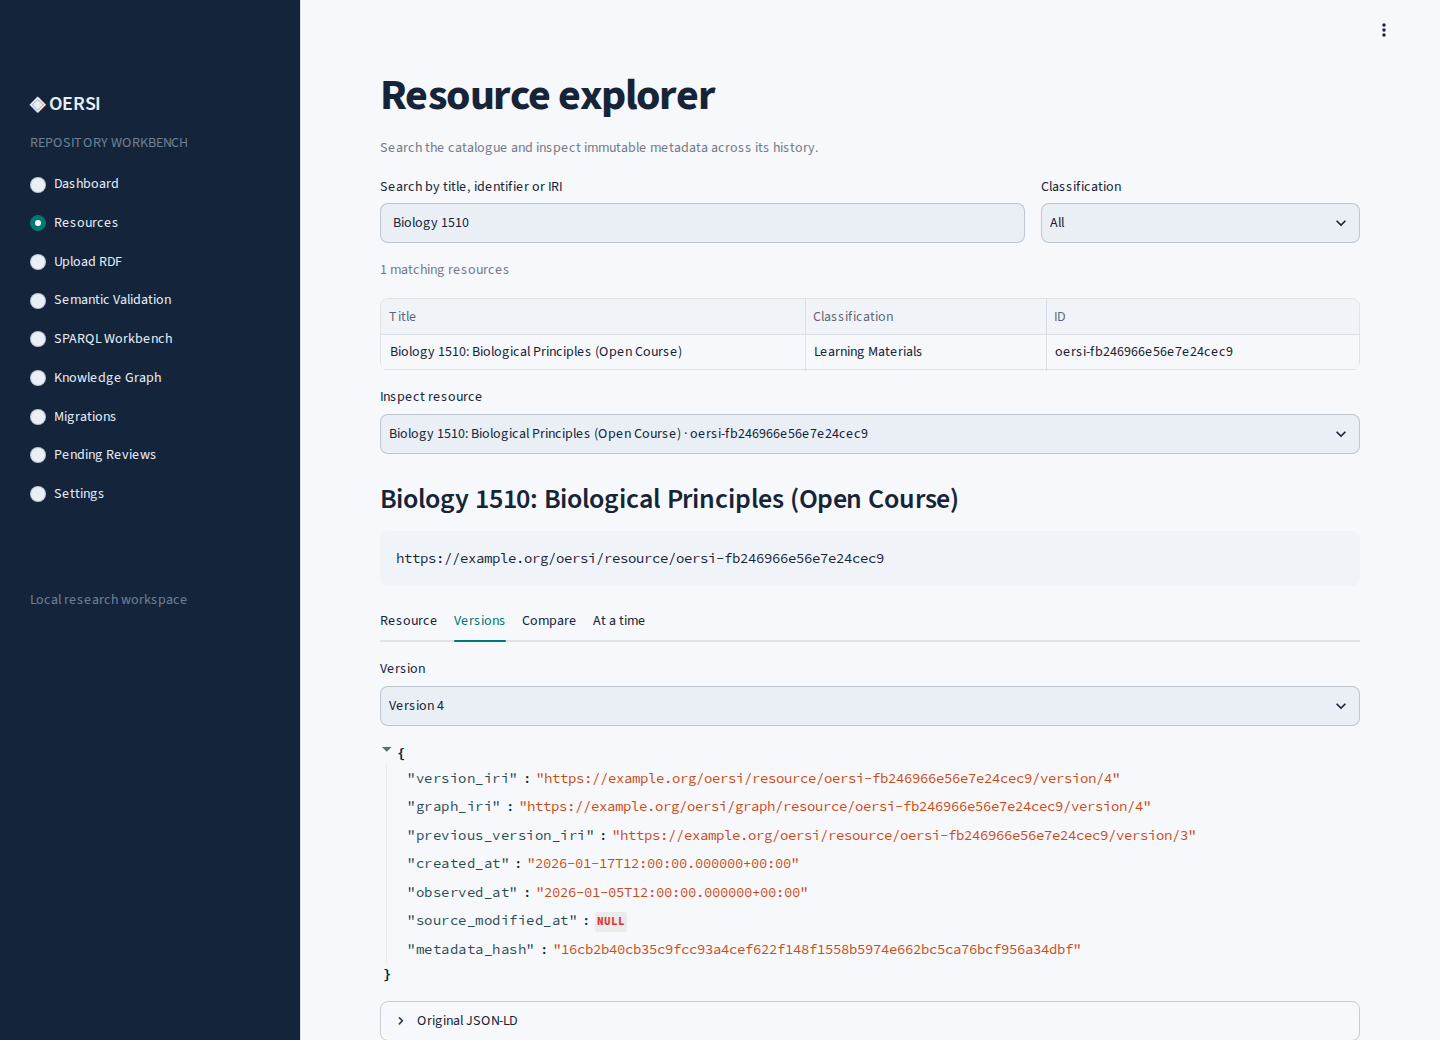 ◈ OERSI
REPOSITORY WORKBENCH
Dashboard
Resources
Upload RDF
Semantic Validation
SPARQL Workbench
Knowledge Graph
Migrations
Pending Reviews
Settings
Local research workspace
Resource explorer
Search the catalogue and inspect immutable metadata across its history.
Search by title, identifier or IRI
Classification
Biology 1510
All
1 matching resources
Title Classification ID
Biology 1510: Biological Principles (Open Course) Learning Materials oersi-fb246966e56e7e24cec9
Inspect resource
Biology 1510: Biological Principles (Open Course) · oersi-fb246966e56e7e24cec9
Biology 1510: Biological Principles (Open Course)
https://example.org/oersi/resource/oersi-fb246966e56e7e24cec9
Resource Versions Compare At a time
Version
Version 4
{
"version_iri" : "https://example.org/oersi/resource/oersi-fb246966e56e7e24cec9/version/4"
"graph_iri" : "https://example.org/oersi/graph/resource/oersi-fb246966e56e7e24cec9/version/4"
"previous_version_iri" : "https://example.org/oersi/resource/oersi-fb246966e56e7e24cec9/version/3"
"created_at" : "2026-01-17T12:00:00.000000+00:00"
"observed_at" : "2026-01-05T12:00:00.000000+00:00"
"source_modified_at" : NULL
"metadata_hash" : "16cb2b40cb35c9fcc93a4cef622f148f1558b5974e662bc5ca76bcf956a34dbf"
}
Original JSON-LD